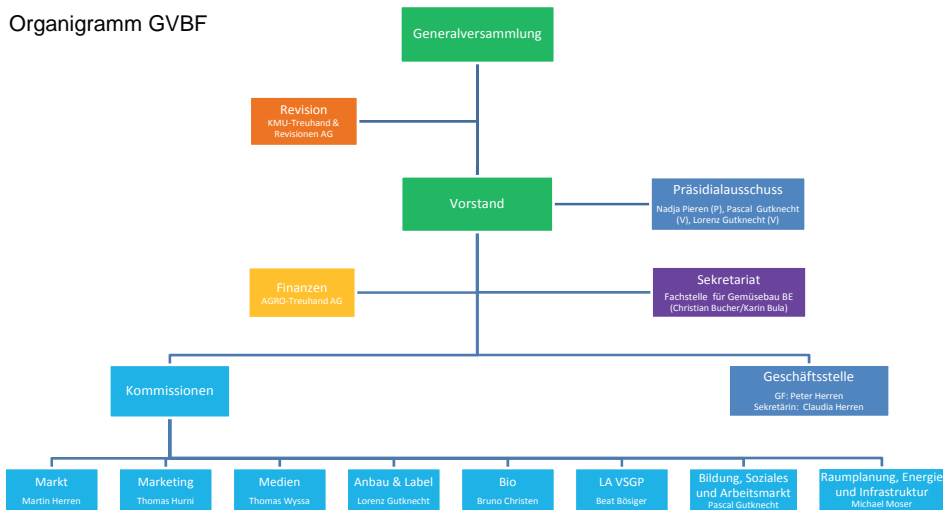 Organigramm GVBF
Generalversammlung
Revision
KMU-Treuhand &
Revisionen AG
Vorstand
Präsidialausschuss
Nadja Pieren (P), Pascal Gutknecht
(V), Lorenz Gutknecht (V)
Finanzen
AGRO-Treuhand AG
Sekretariat
Fachstelle für Gemüsebau BE
(Christian Bucher/Karin Bula)
Kommissionen
Geschäftsstelle
GF: Peter Herren
Sekretärin: Claudia Herren
Markt
Martin Herren
Marketing
Thomas Hurni
Medien
Thomas Wyssa
Anbau & Label
Lorenz Gutknecht
Bio
Bruno Christen
LA VSGP
Beat Bösiger
Bildung, Soziales
und Arbeitsmarkt
Pascal Gutknecht
Raumplanung, Energie
und Infrastruktur
Michael Moser